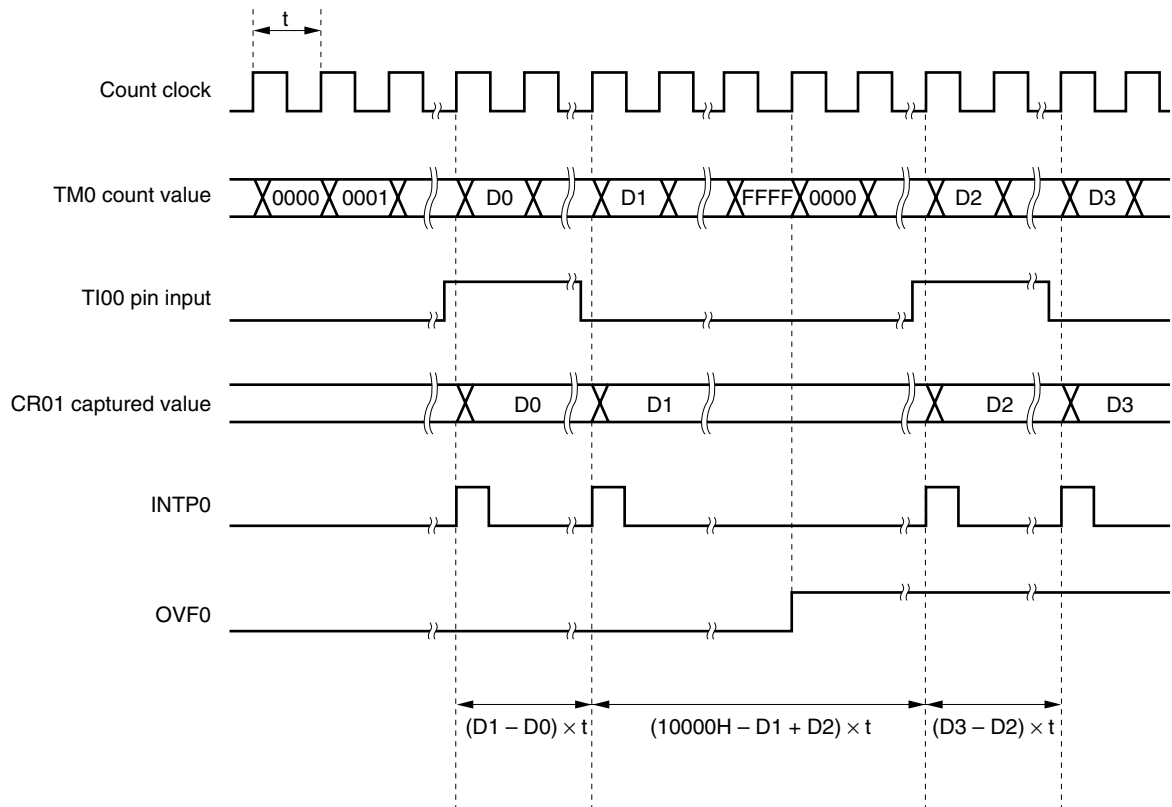 t
Count clock
TM0 count value
0000 0001 D0 D1 FFFF 0000 D2 D3
TI00 pin input
CR01 captured value
D0 D1 D2 D3
INTP0
OVF0
(D1 – D0) × t (10000H – D1 + D2) × t (D3 – D2) × t